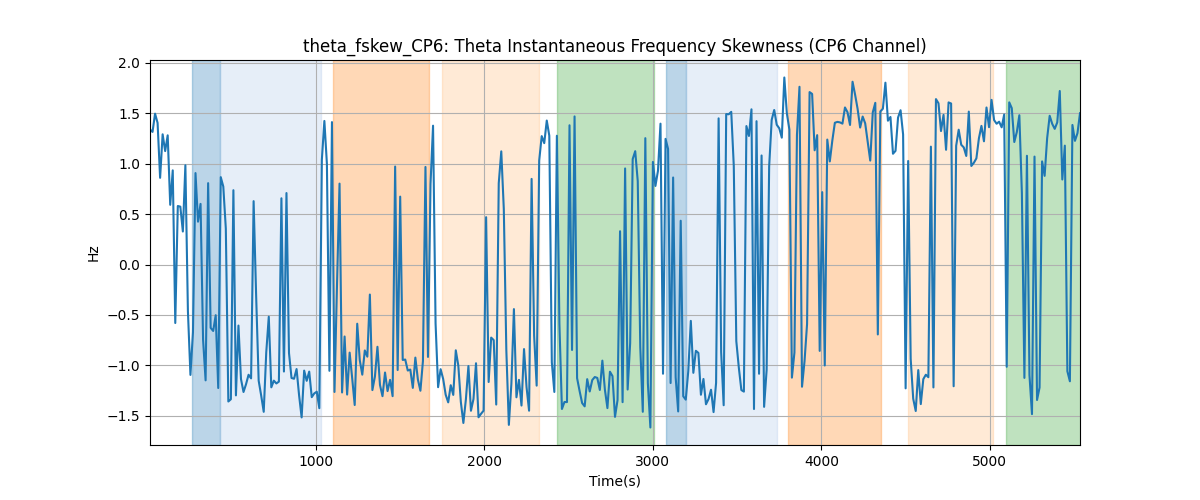 theta_fskew_CP6: Theta Instantaneous Frequency Skewness (CP6 Channel)
2.0
1.5
1.0
0.5
0.0
−0.5
−1.0
−1.5
Hz
1000 2000 3000 4000 5000
Time(s)